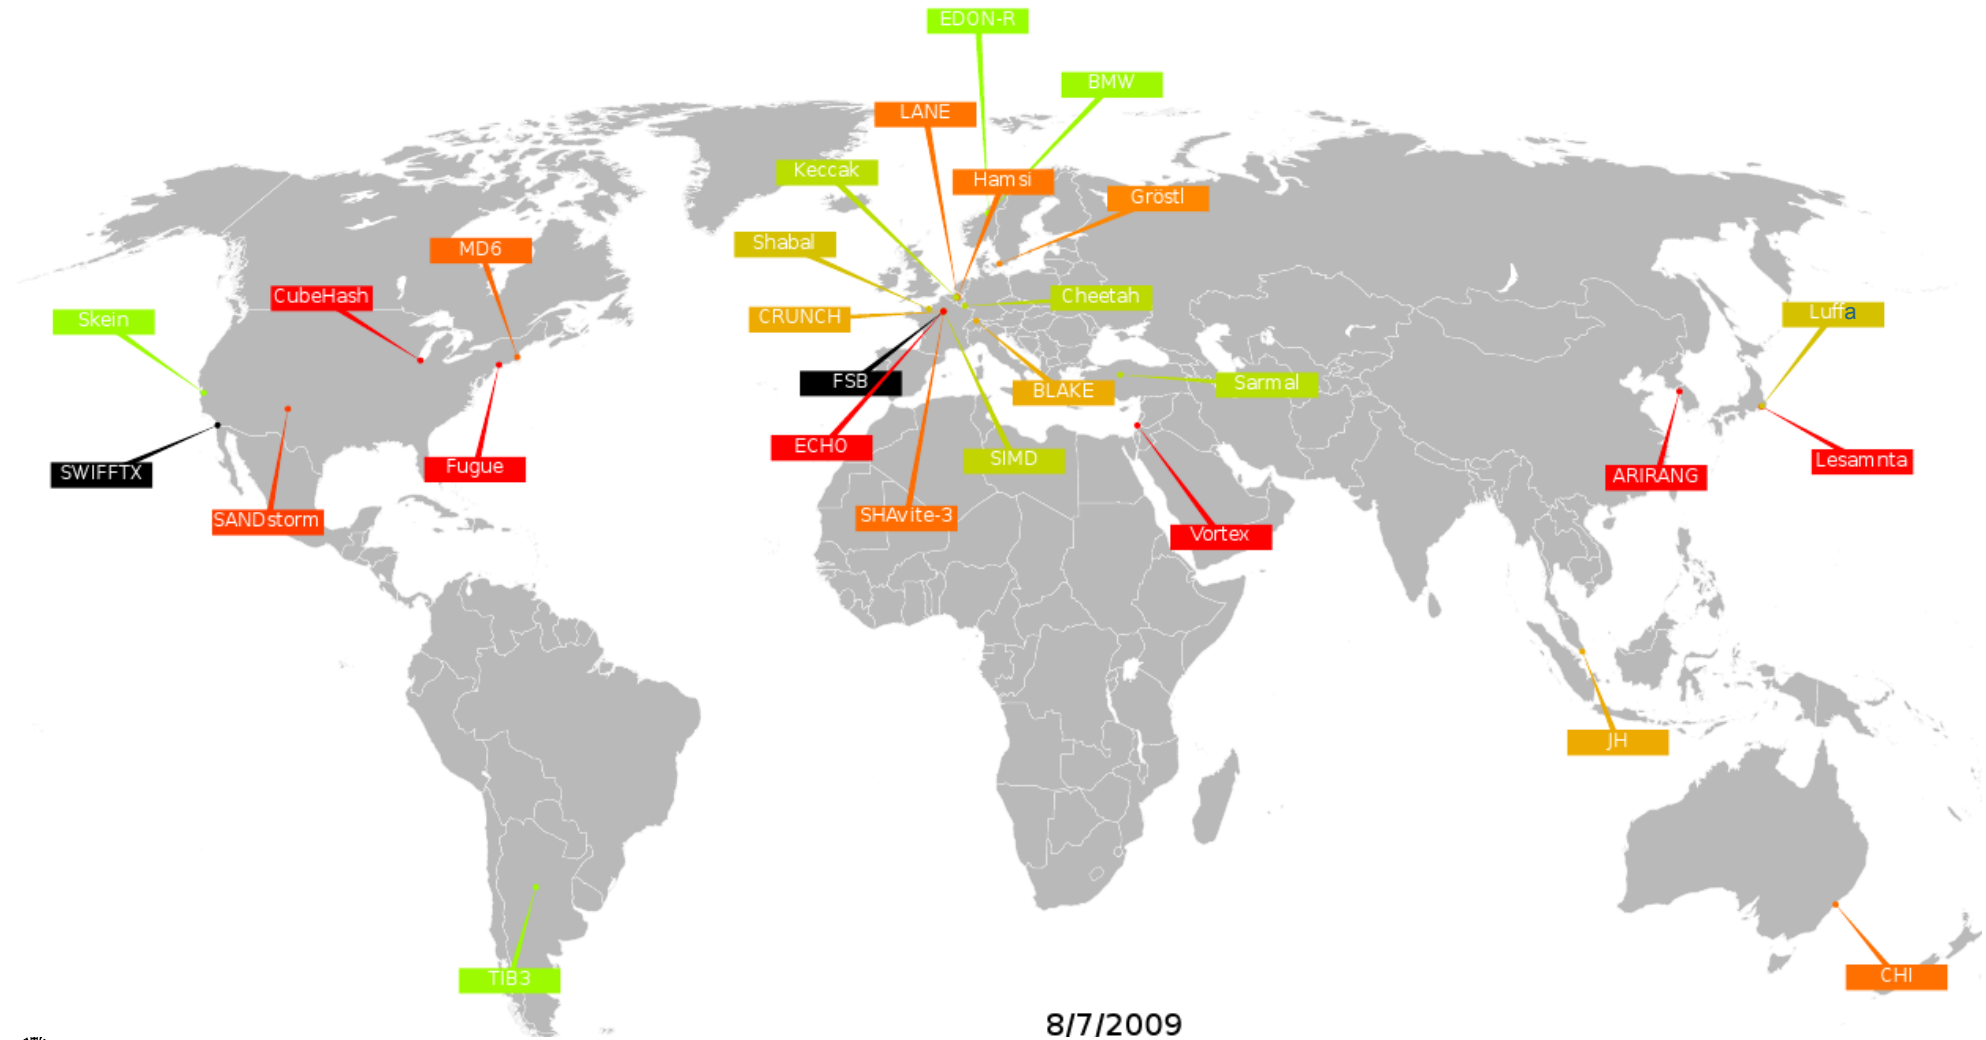 EDON-R
BMW
LANE
Keccak
Hamsi
Gröstl
Shabal
MD6
CubeHash
Cheetah
Skein
CRUNCH
Luffa
FSB
BLAKE
Sarmal
ECHO
SIMD
Lesamnta
SWIFFTX
Fugue
ARIRANG
SANDstorm
SHAvite-3
Vortex
JH
CHI
TIB3
8/7/2009